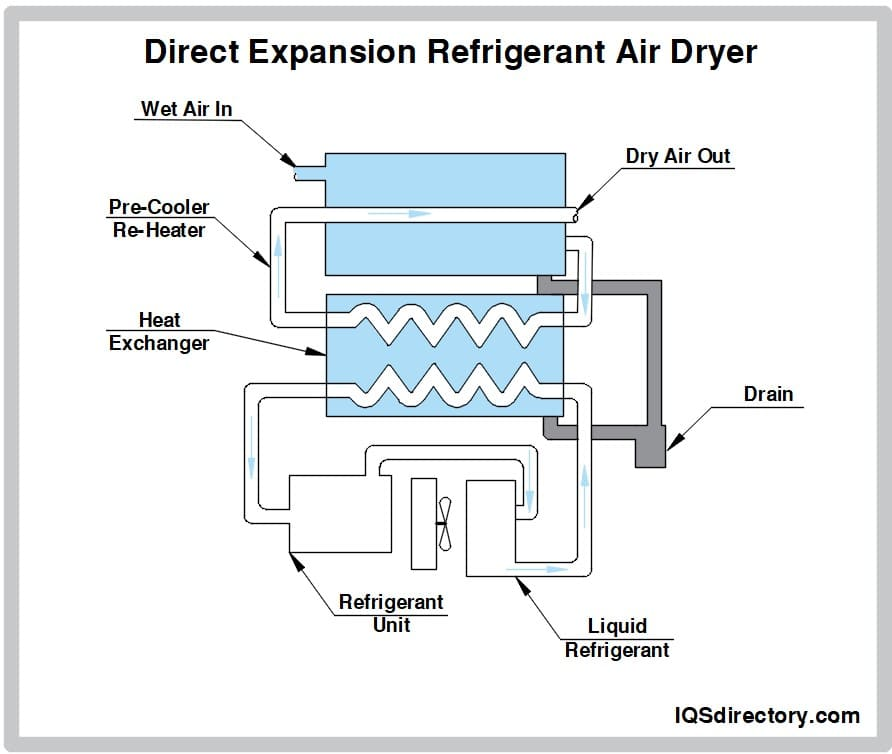 Direct Expansion Refrigerant Air Dryer
Wet Air In
Dry Air Out
Pre-Cooler
Re-Heater
Heat
Exchanger
Drain
Refrigerant
Unit
Liquid
Refrigerant
IQSdirectory.com